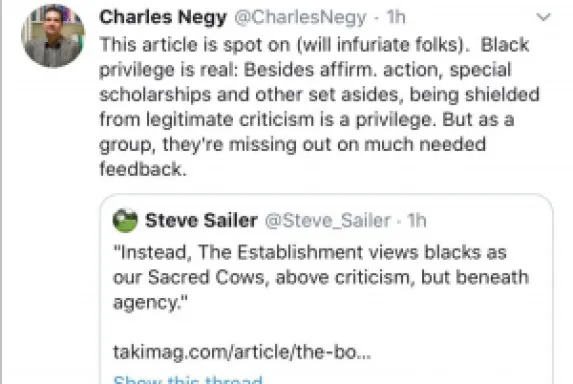 Charles Negy @CharlesNegy · 1h
This article is spot on (will infuriate folks). Black
privilege is real: Besides affirm. action, special
scholarships and other set asides, being shielded
from legitimate criticism is a privilege. But as a
group, they're missing out on much needed
feedback.
Steve Sailer @Steve_Sailer · 1h
"Instead, The Establishment views blacks as
our Sacred Cows, above criticism, but beneath
agency."
takimag.com/article/the-bo...
Show this thread